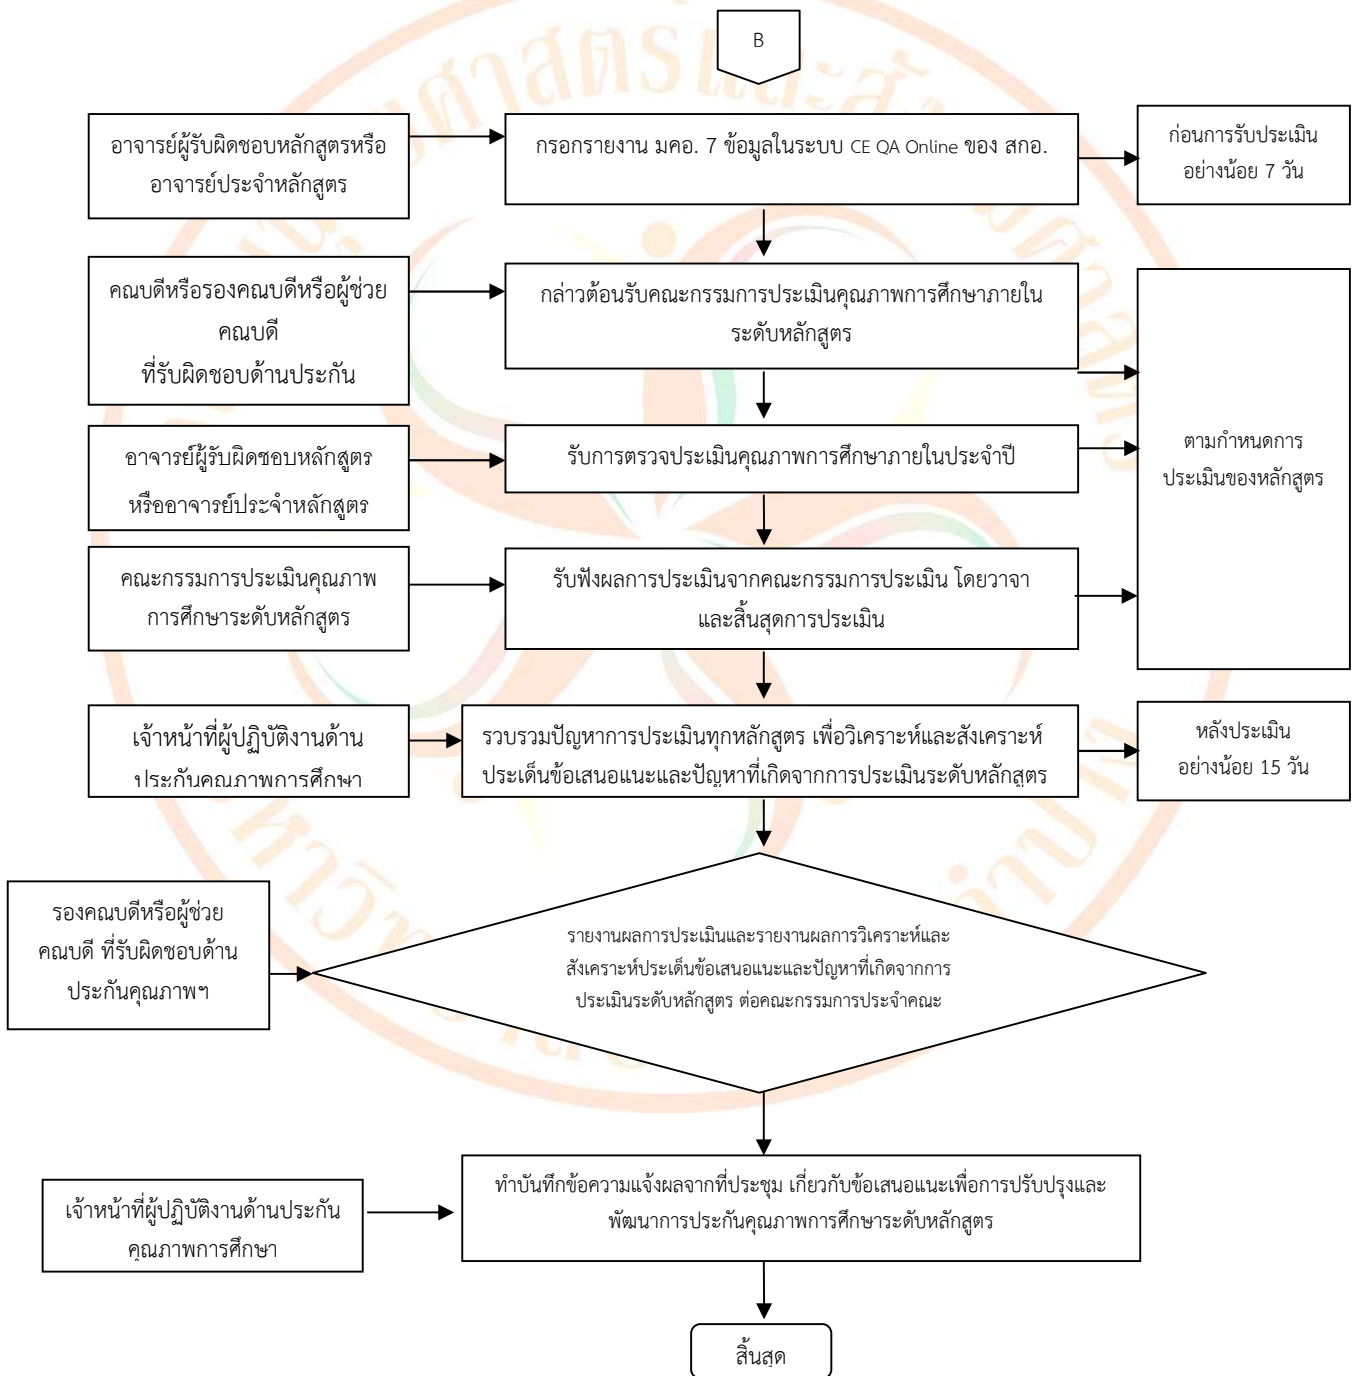 B
อาจารย์ผู้รับผิดชอบหลักสูตรหรือ
อาจารย์ประจำหลักสูตร
กรอกรายงาน มคอ. 7 ข้อมูลในระบบ CE QA Online ของ สกอ.
ก่อนการรับประเมิน
อย่างน้อย 7 วัน
คณบดีหรือรองคณบดีหรือผู้ช่วย
คณบดี
ที่รับผิดชอบด้านประกัน
กล่าวต้อนรับคณะกรรมการประเมินคุณภาพการศึกษาภายใน
ระดับหลักสูตร
ตามกำหนดการ
ประเมินของหลักสูตร
อาจารย์ผู้รับผิดชอบหลักสูตร
หรืออาจารย์ประจำหลักสูตร
รับการตรวจประเมินคุณภาพการศึกษาภายในประจำปี
คณะกรรมการประเมินคุณภาพ
การศึกษาระดับหลักสูตร
รับฟังผลการประเมินจากคณะกรรมการประเมิน โดยวาจา
และสิ้นสุดการประเมิน
เจ้าหน้าที่ผู้ปฏิบัติงานด้าน
ประกันคุณภาพการศึกษา
รวบรวมปัญหาการประเมินทุกหลักสูตร เพื่อวิเคราะห์และสังเคราะห์
ประเด็นข้อเสนอแนะและปัญหาที่เกิดจากการประเมินระดับหลักสูตร
หลังประเมิน
อย่างน้อย 15 วัน
รองคณบดีหรือผู้ช่วย
คณบดี ที่รับผิดชอบด้าน
ประกันคุณภาพฯ
รายงานผลการประเมินและรายงานผลการวิเคราะห์และ
สังเคราะห์ประเด็นข้อเสนอแนะและปัญหาที่เกิดจากการ
ประเมินระดับหลักสูตร ต่อคณะกรรมการประจำคณะ
เจ้าหน้าที่ผู้ปฏิบัติงานด้านประกัน
คุณภาพการศึกษา
ทำบันทึกข้อความแจ้งผลจากที่ประชุม เกี่ยวกับข้อเสนอแนะเพื่อการปรับปรุงและ
พัฒนาการประกันคุณภาพการศึกษาระดับหลักสูตร
สิ้นสุด